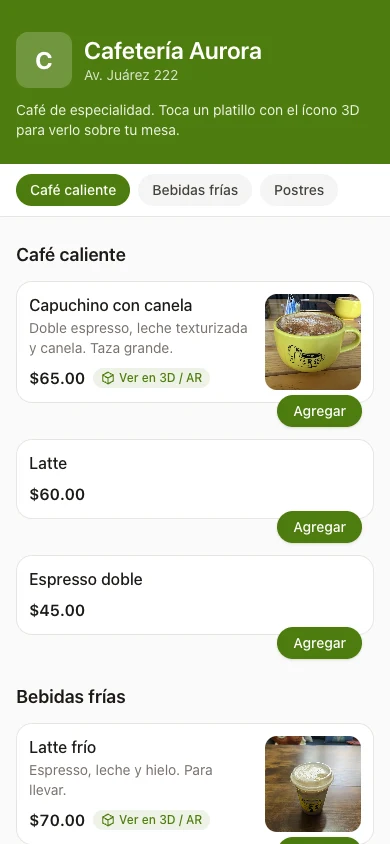 C
Cafetería Aurora
Av. Juárez 222
Café de especialidad. Toca un platillo con el ícono 3D
para verlo sobre tu mesa.
Café caliente
Bebidas frías
Postres
Café caliente
Capuchino con canela
Doble espresso, leche texturizada
y canela. Taza grande.
$65.00
Ver en 3D / AR
Agregar
Latte
$60.00
Agregar
Espresso doble
$45.00
Agregar
Bebidas frías
Latte frío
Espresso, leche y hielo. Para
llevar.
$70.00
Ver en 3D / AR